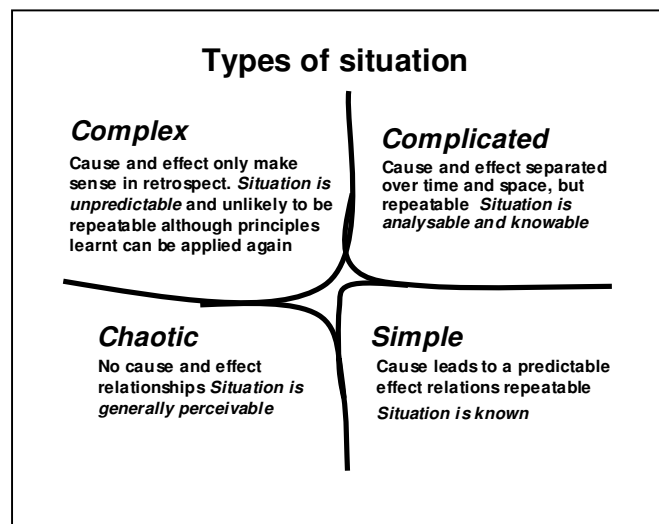 Types of situation
Complex
Cause and effect only make
sense in retrospect. Situation is
unpredictable and unlikely to be
repeatable although principles
learnt can be applied again
Complicated
Cause and effect separated
over time and space, but
repeatable Situation is
analysable and knowable
Chaotic
No cause and effect
relationships Situation is
generally perceivable
Simple
Cause leads to a predictable
effect relations repeatable
Situation is known